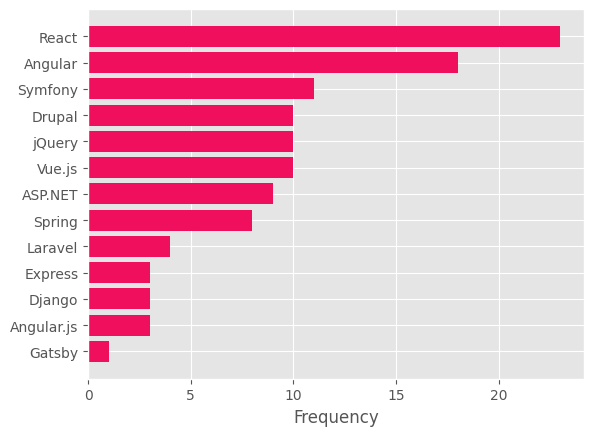 React
Angular
Symfony
Drupal
jQuery
Vue.js
ASP.NET
Spring
Laravel
Express
Django
Angular.js
Gatsby
0 5 10 15 20
Frequency